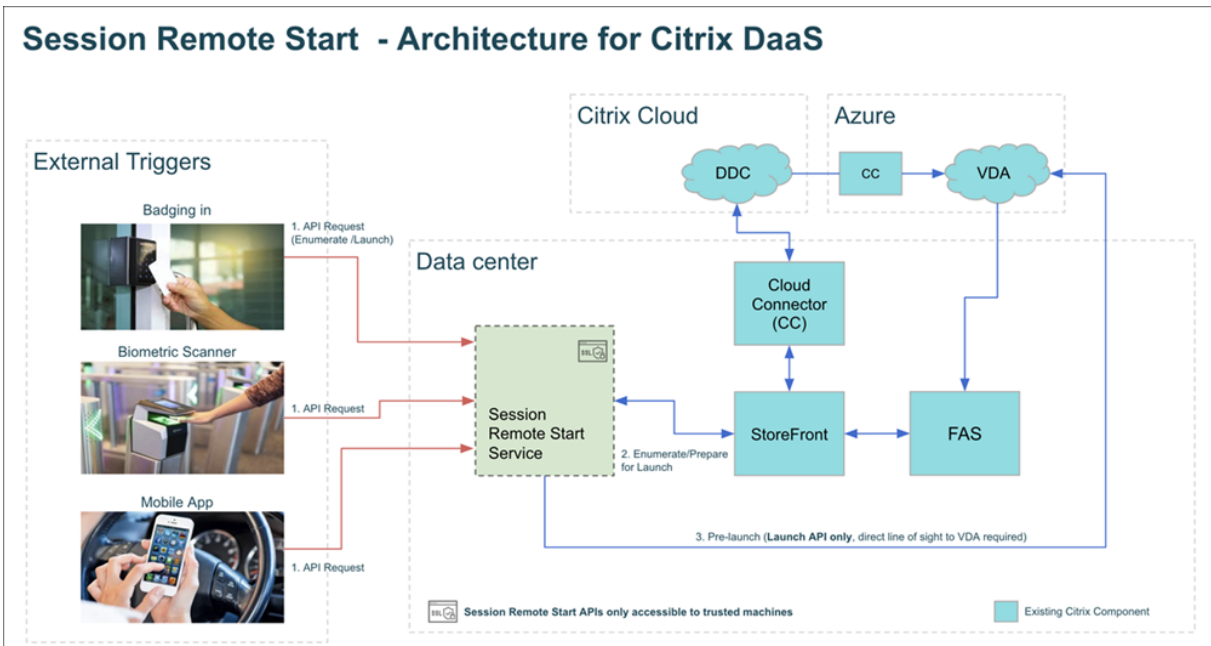 Session Remote Start - Architecture for Citrix DaaS
Citrix Cloud
Azure
External Triggers
DDC
CC
VDA
Badging in
1. API Request
(Enumerate /Launch)
Data center
Cloud
Connector
(CC)
SSL
Biometric Scanner
1. API Request
Session
Remote Start
Service
StoreFront
FAS
2. Enumerate/Prepare
for Launch
Mobile App
3. Pre-launch (Launch API only, direct line of sight to VDA required)
1. API Request
SSL
Session Remote Start APIs only accessible to trusted machines
Existing Citrix Component